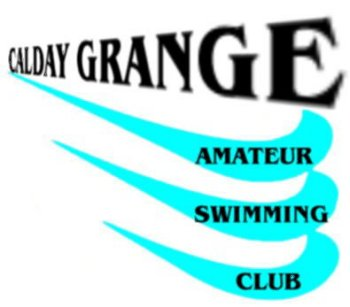 CALDAY GRANGE
AMATEUR
SWIMMING
CLUB